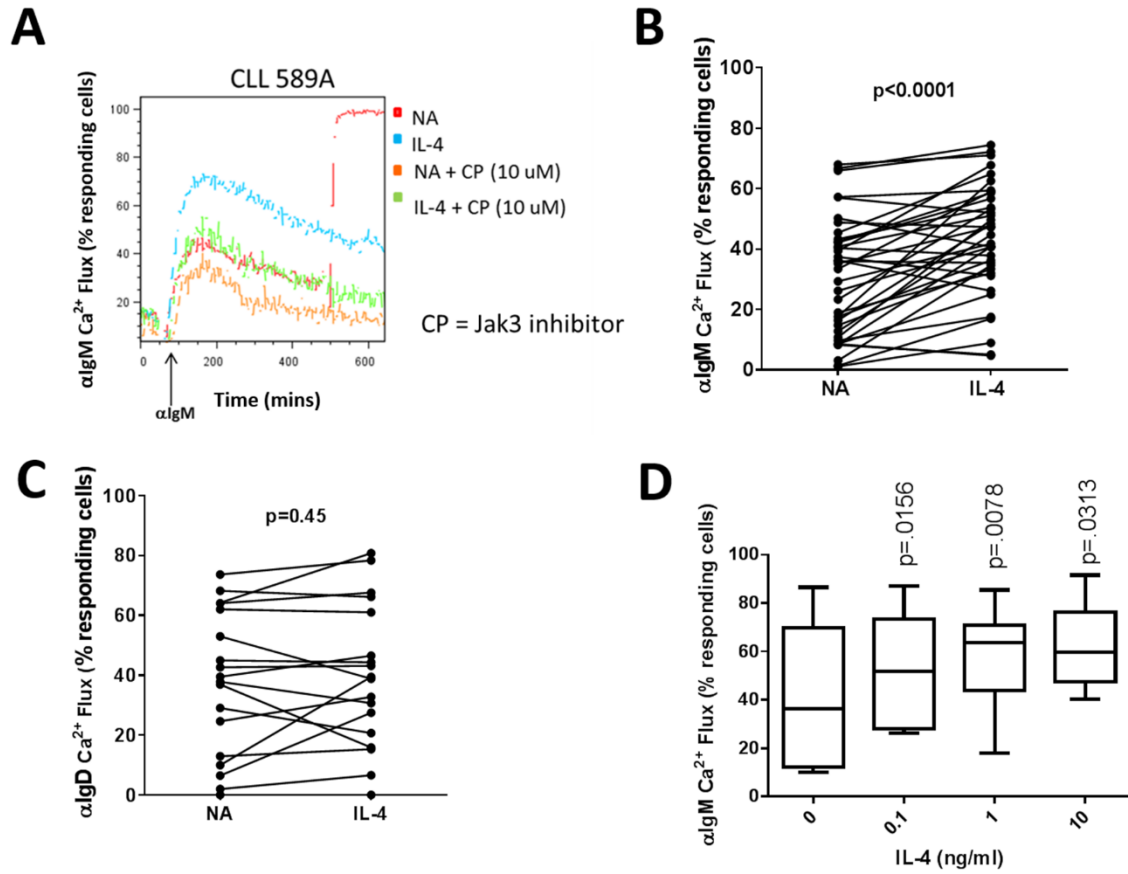 A
CLL 589A
αIgM Ca²⁺ Flux (% responding cells)
100
80
60
40
20
0
200
400
600
αIgM
Time (mins)
NA
IL-4
NA + CP (10 uM)
IL-4 + CP (10 uM)
CP = Jak3 inhibitor
B
αIgM Ca²⁺ Flux (% responding cells)
100
80
60
40
20
0
p<0.0001
NA
IL-4
C
αIgD Ca²⁺ Flux (% responding cells)
100
80
60
40
20
0
p=0.45
NA
IL-4
D
αIgM Ca²⁺ Flux (% responding cells)
100
80
60
40
20
0
p=.0156
p=.0078
p=.0313
0
0.1
1
10
IL-4 (ng/ml)